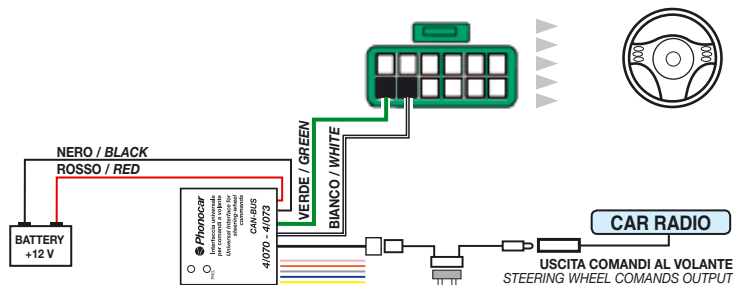 NERO / BLACK
ROSSO / RED
BATTERY
+12 V
Phonocar
Interfaccia universale
per comandi a volante
Universal Interface for
steering-wheel
commands
CAN-BUS
4/070 - 4/073
PRG
VERDE / GREEN
BIANCO / WHITE
CAR RADIO
USCITA COMANDI AL VOLANTE
STEERING WHEEL COMANDS OUTPUT